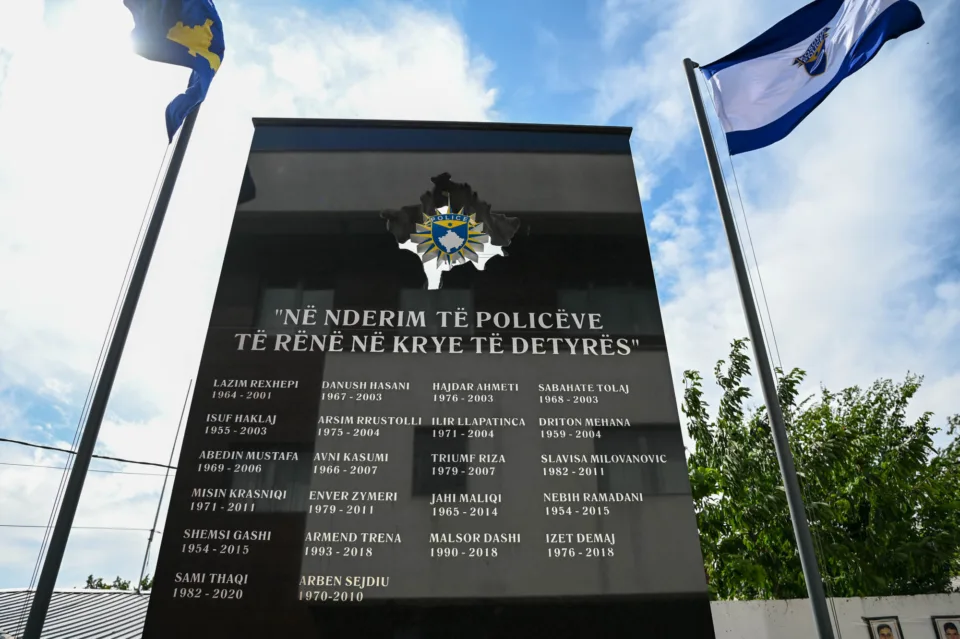 POLICE
"NË NDERIM TË POLICËVE
TË RËNË NË KRYE TË DETYRËS"
LAZIM REXHEPI
1964 - 2001
DANUSH HASANI
1967 - 2003
HAJDAR AHMETI
1976 - 2003
SABAHATE TOLAJ
1968 - 2003
ISUF HAKLAJ
1955 - 2003
ARSIM RRUSTOLLI
1975 - 2004
ILIR LLAPATINCA
1971 - 2004
DRITON MEHANA
1959 - 2004
ABEDIN MUSTAFA
1969 - 2006
AVNI KASUMI
1966 - 2007
TRIUMF RIZA
1979 - 2007
SLAVISA MILOVANOVIC
1982 - 2011
MISIN KRASNIQI
1971 - 2011
ENVER ZYMERI
1979 - 2011
JAHI MALIQI
1965 - 2014
NEBIH RAMADANI
1954 - 2015
SHEMSI GASHI
1954 - 2015
ARMEND TRENA
1993 - 2018
MALSOR DASHI
1990 - 2018
IZET DEMAJ
1976 - 2018
SAMI THAQI
1982 - 2020
ARBEN SEJDIU
1970-2010